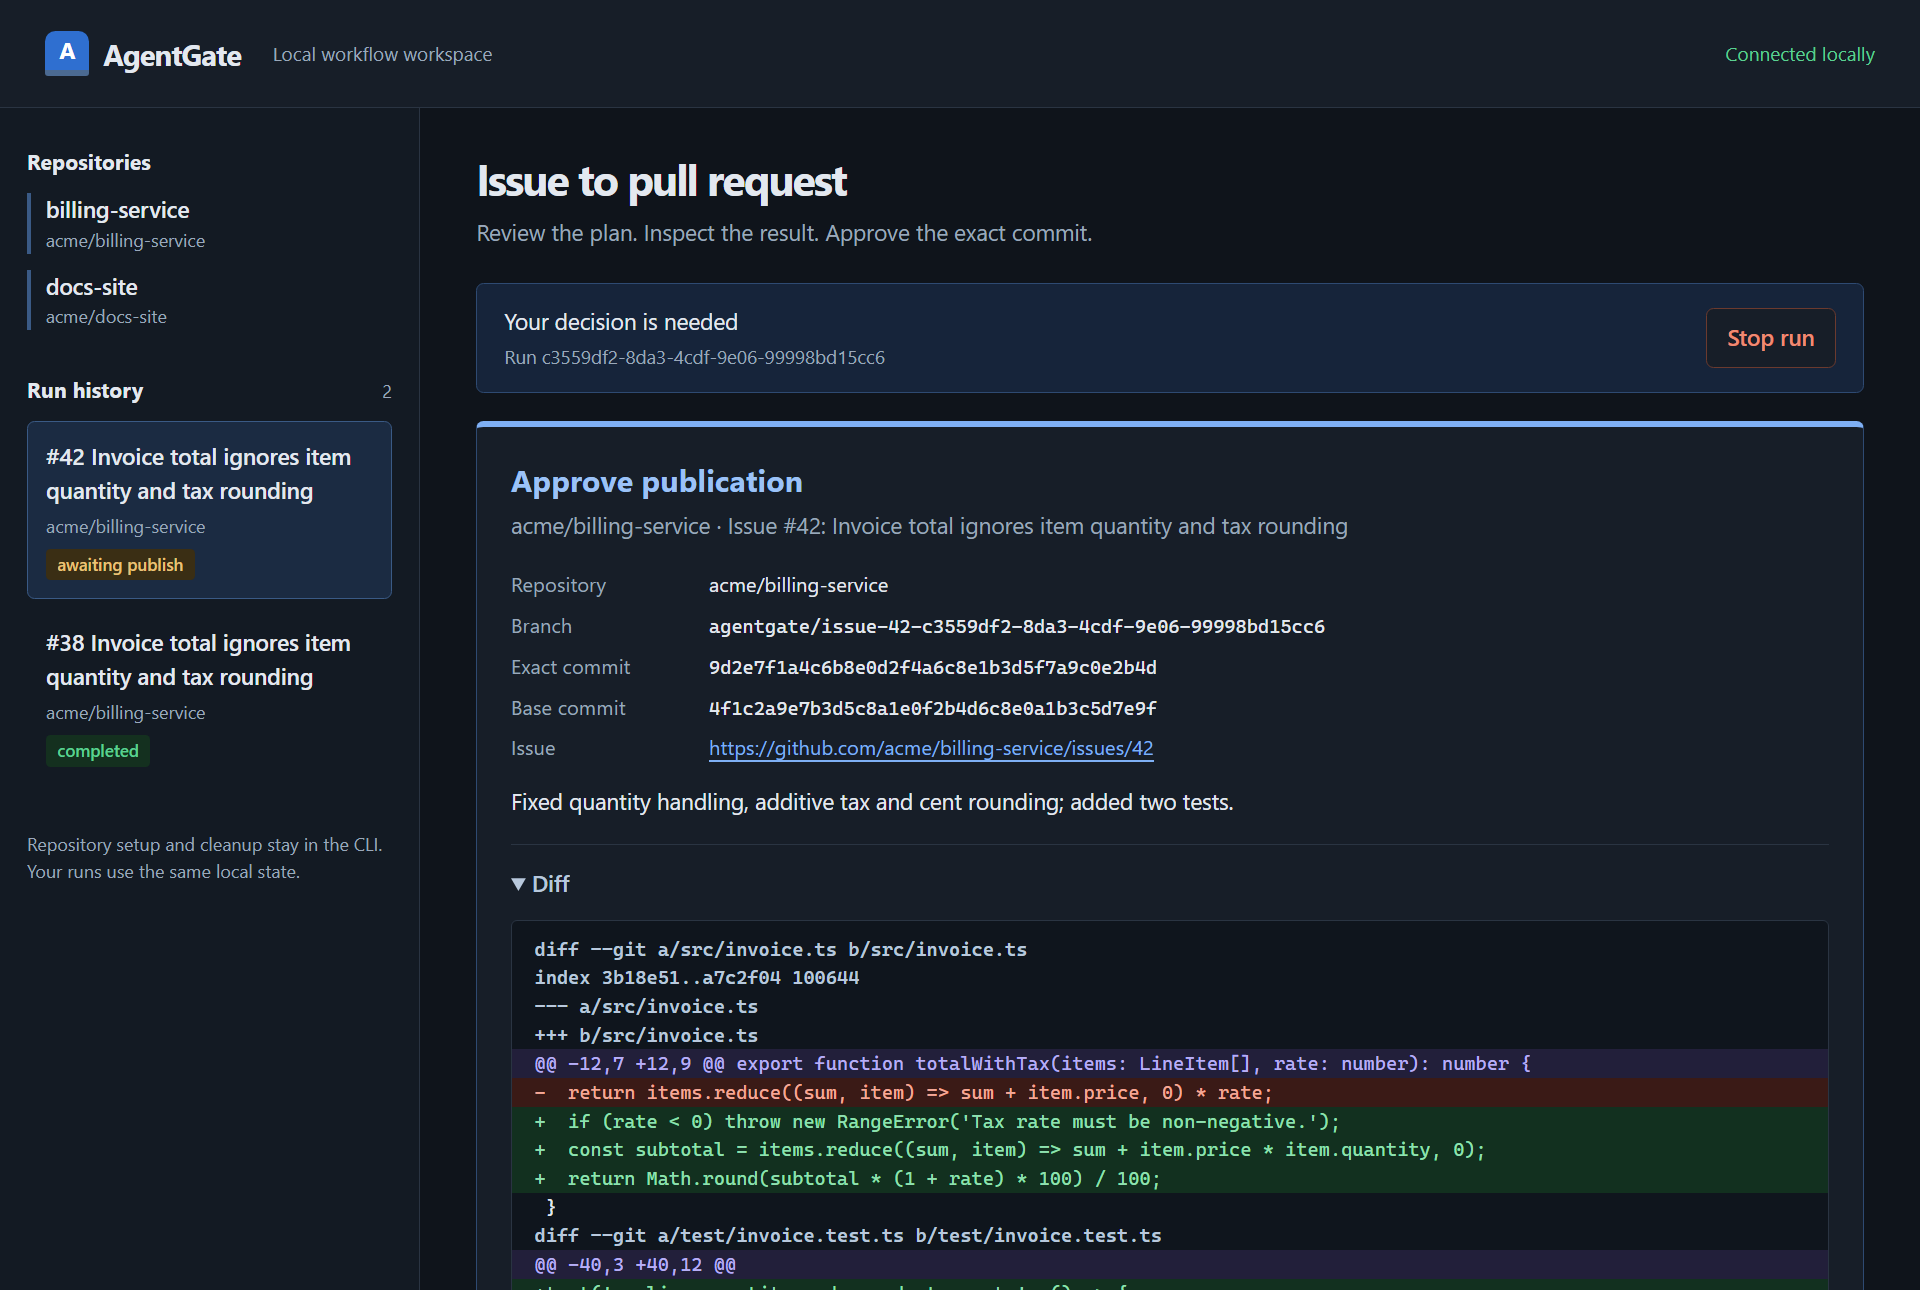 A AgentGate Local workflow workspace Connected locally
Repositories
billing-service
acme/billing-service
docs-site
acme/docs-site
Run history 2
#42 Invoice total ignores item
quantity and tax rounding
acme/billing-service
awaiting publish
#38 Invoice total ignores item
quantity and tax rounding
acme/billing-service
completed
Repository setup and cleanup stay in the CLI.
Your runs use the same local state.
Issue to pull request
Review the plan. Inspect the result. Approve the exact commit.
Your decision is needed
Run c3559df2-8da3-4cdf-9e06-99998bd15cc6
Stop run
Approve publication
acme/billing-service · Issue #42: Invoice total ignores item quantity and tax rounding
Repository acme/billing-service
Branch agentgate/issue-42-c3559df2-8da3-4cdf-9e06-99998bd15cc6
Exact commit 9d2e7f1a4c6b8e0d2f4a6c8e1b3d5f7a9c0e2b4d
Base commit 4f1c2a9e7b3d5c8a1e0f2b4d6c8e0a1b3c5d7e9f
Issue https://github.com/acme/billing-service/issues/42
Fixed quantity handling, additive tax and cent rounding; added two tests.
▼ Diff
diff --git a/src/invoice.ts b/src/invoice.ts
index 3b18e51..a7c2f04 100644
--- a/src/invoice.ts
+++ b/src/invoice.ts
@@ -12,7 +12,9 @@ export function totalWithTax(items: LineItem[], rate: number): number {
-  return items.reduce((sum, item) => sum + item.price, 0) * rate;
+  if (rate < 0) throw new RangeError('Tax rate must be non-negative.');
+  const subtotal = items.reduce((sum, item) => sum + item.price * item.quantity, 0);
+  return Math.round(subtotal * (1 + rate) * 100) / 100;
 }
diff --git a/test/invoice.test.ts b/test/invoice.test.ts
@@ -40,3 +40,12 @@